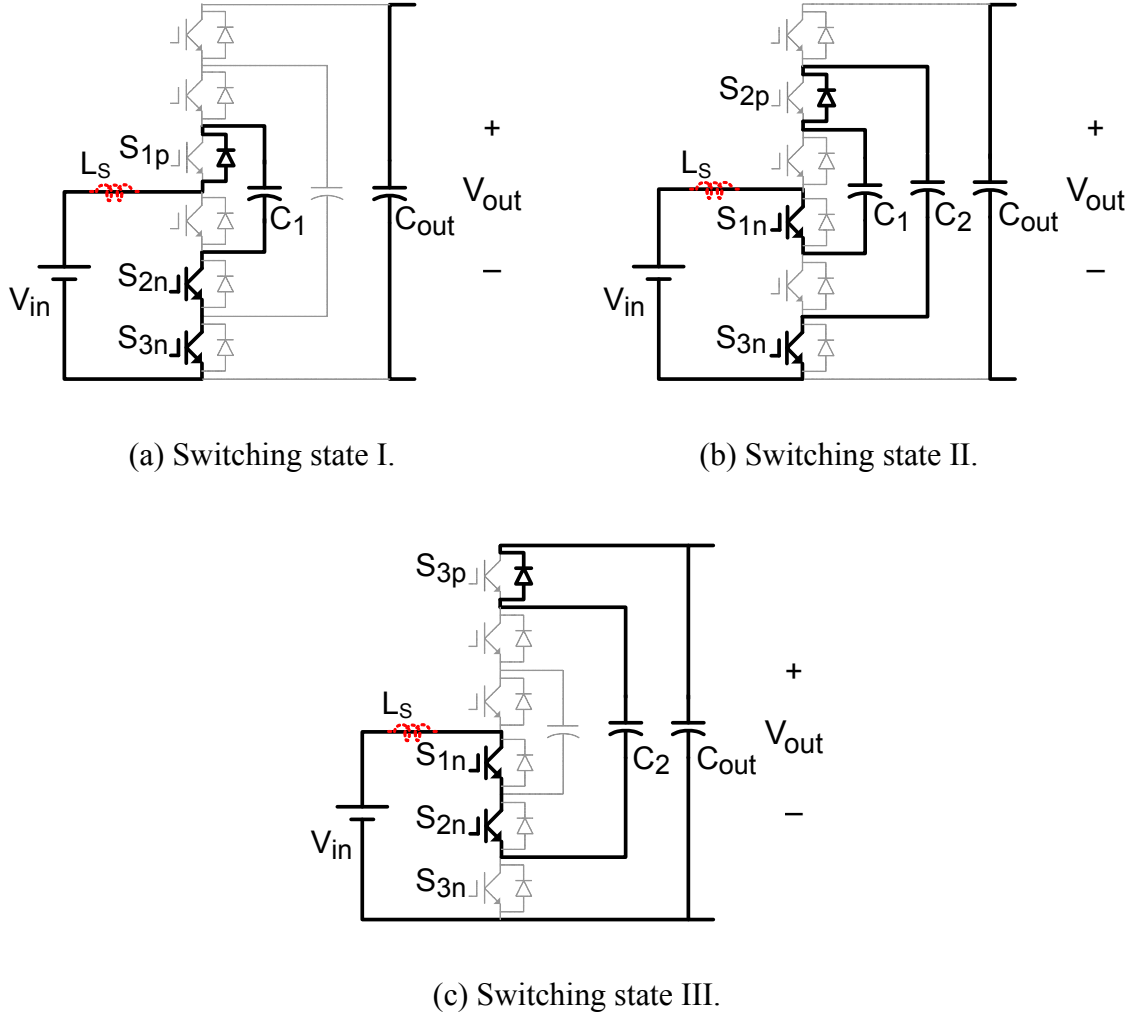 S1p
LS
C1
Cout
Vout
+
–
Vin
S2n
S3n
(a) Switching state I.
S2p
LS
S1n
C1
C2
Cout
Vout
+
–
Vin
S3n
(b) Switching state II.
S3p
LS
S1n
S2n
S3n
C2
Cout
Vout
+
–
Vin
(c) Switching state III.